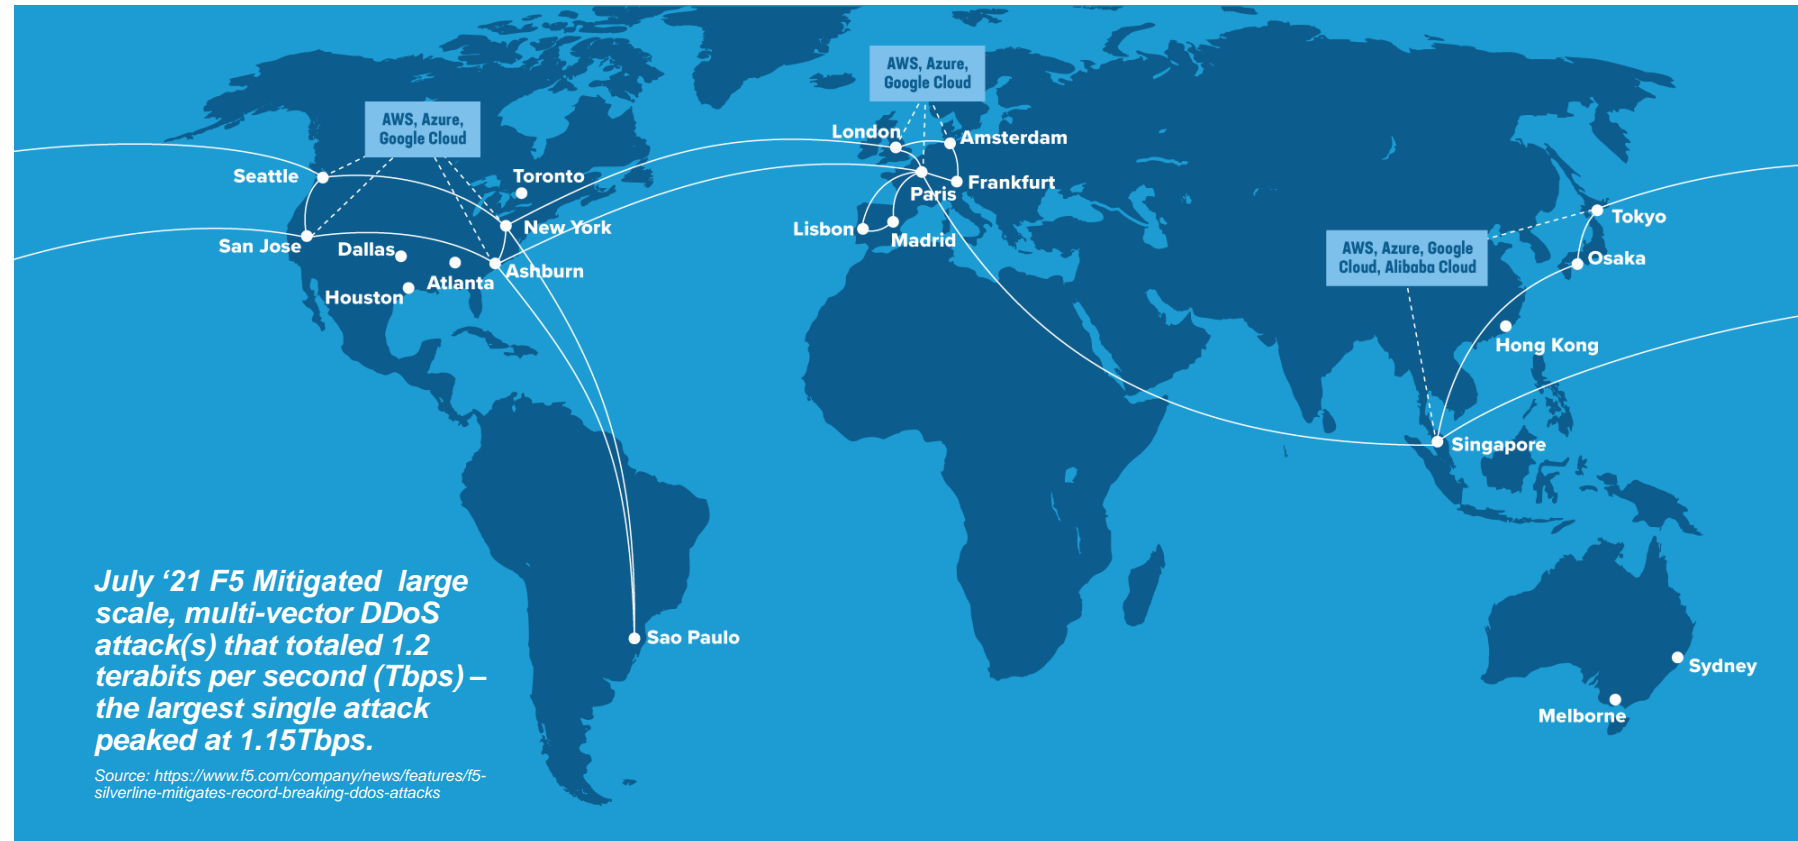 AWS, Azure,
Google Cloud
AWS, Azure,
Google Cloud
London
Amsterdam
Seattle
Toronto
Paris
Frankfurt
New York
Lisbon
Madrid
Tokyo
San Jose
Dallas
AWS, Azure, Google
Cloud, Alibaba Cloud
Osaka
Ashburn
Atlanta
Houston
Hong Kong
Singapore
July ‘21 F5 Mitigated large
scale, multi-vector DDoS
attack(s) that totaled 1.2
terabits per second (Tbps) –
the largest single attack
peaked at 1.15Tbps.
Source: https://www.f5.com/company/news/features/f5-
silverline-mitigates-record-breaking-ddos-attacks
Sao Paulo
Sydney
Melborne